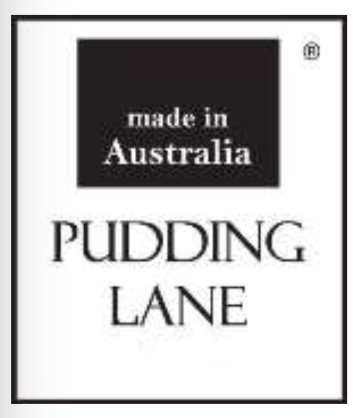 ®
made in
Australia
PUDDING
LANE